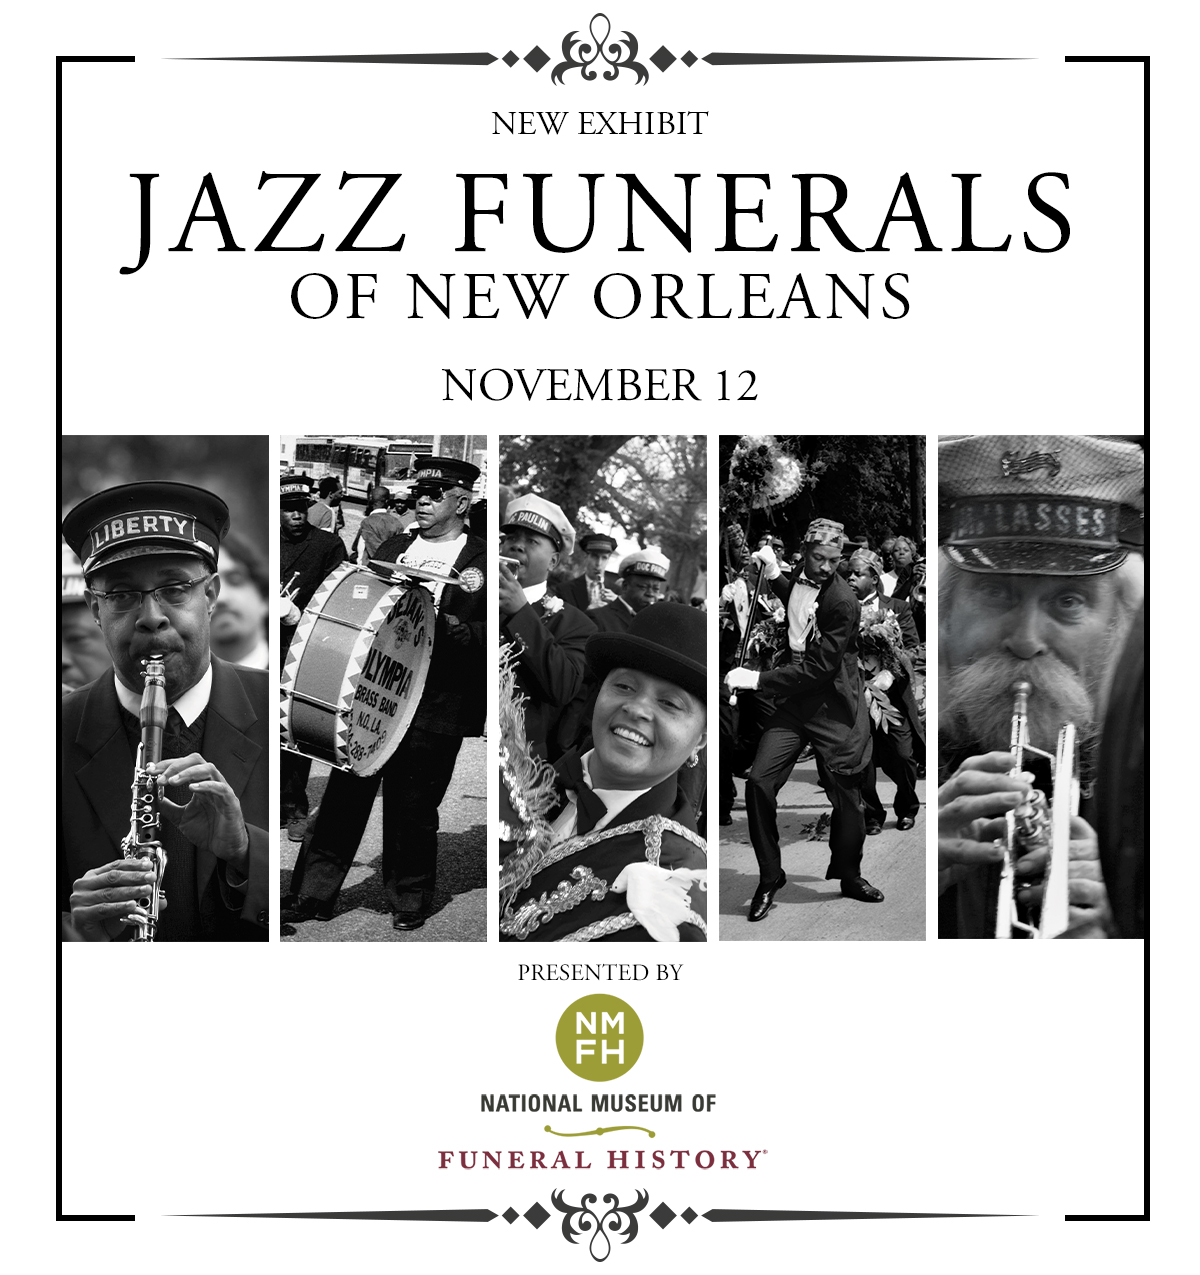 NEW EXHIBIT
JAZZ FUNERALS
OF NEW ORLEANS
NOVEMBER 12
LIBERTY
OLYMPIA
BRASS BAND
N.O. LA.
PAULIN
DOC
PRESENTED BY
NM
FH
NATIONAL MUSEUM OF
FUNERAL HISTORY®